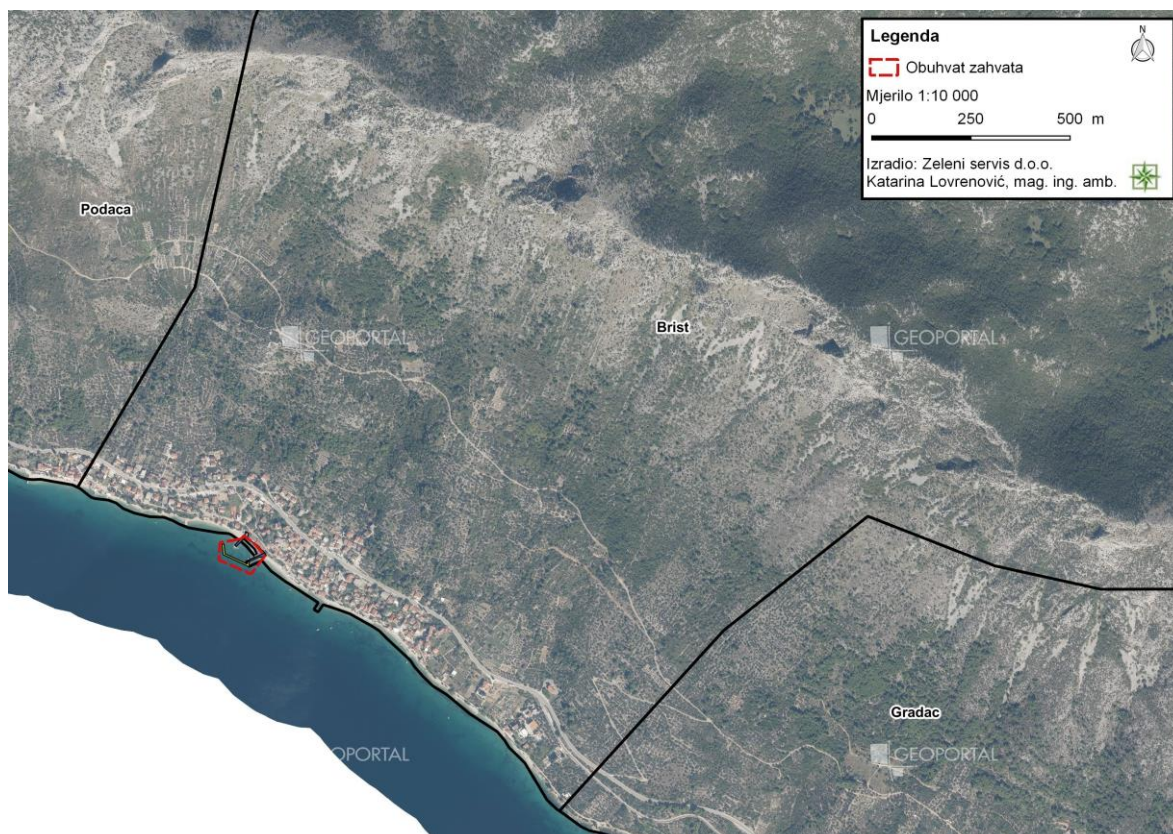 Legenda
N
Obuhvat zahvata
Mjerilo 1:10 000
0 250 500 m
Izradio: Zeleni servis d.o.o.
Katarina Lovrenović, mag. ing. amb.
Podaca
Brist
GEOPORTAL
GEOPORTAL
Gradac
OPORTAL
GEOPORTAL